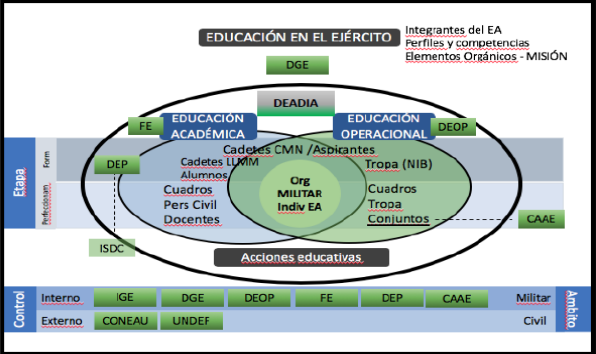 EDUCACIÓN EN EL EJÉRCITO
Integrantes del EA
Perfiles y competencias
Elementos Orgánicos - MISIÓN
DGE
DEADIA
FE
EDUCACIÓN ACADÉMICA
EDUCACIÓN OPERACIONAL
DEOP
Etapa
Form
Perfeccionam
DEP
Cadetes CMN /Aspirantes
Cadetes LLMM
Alumnos
Tropa (NIB)
Cuadros
Pers Civil
Docentes
Org
MILITAR
Indiv EA
Cuadros
Tropa
Conjuntos
CAAE
ISDC
Acciones educativas
Control
Interno
IGE
DGE
DEOP
FE
DEP
CAAE
Militar
Externo
CONEAU
UNDEF
Civil
Ámbito